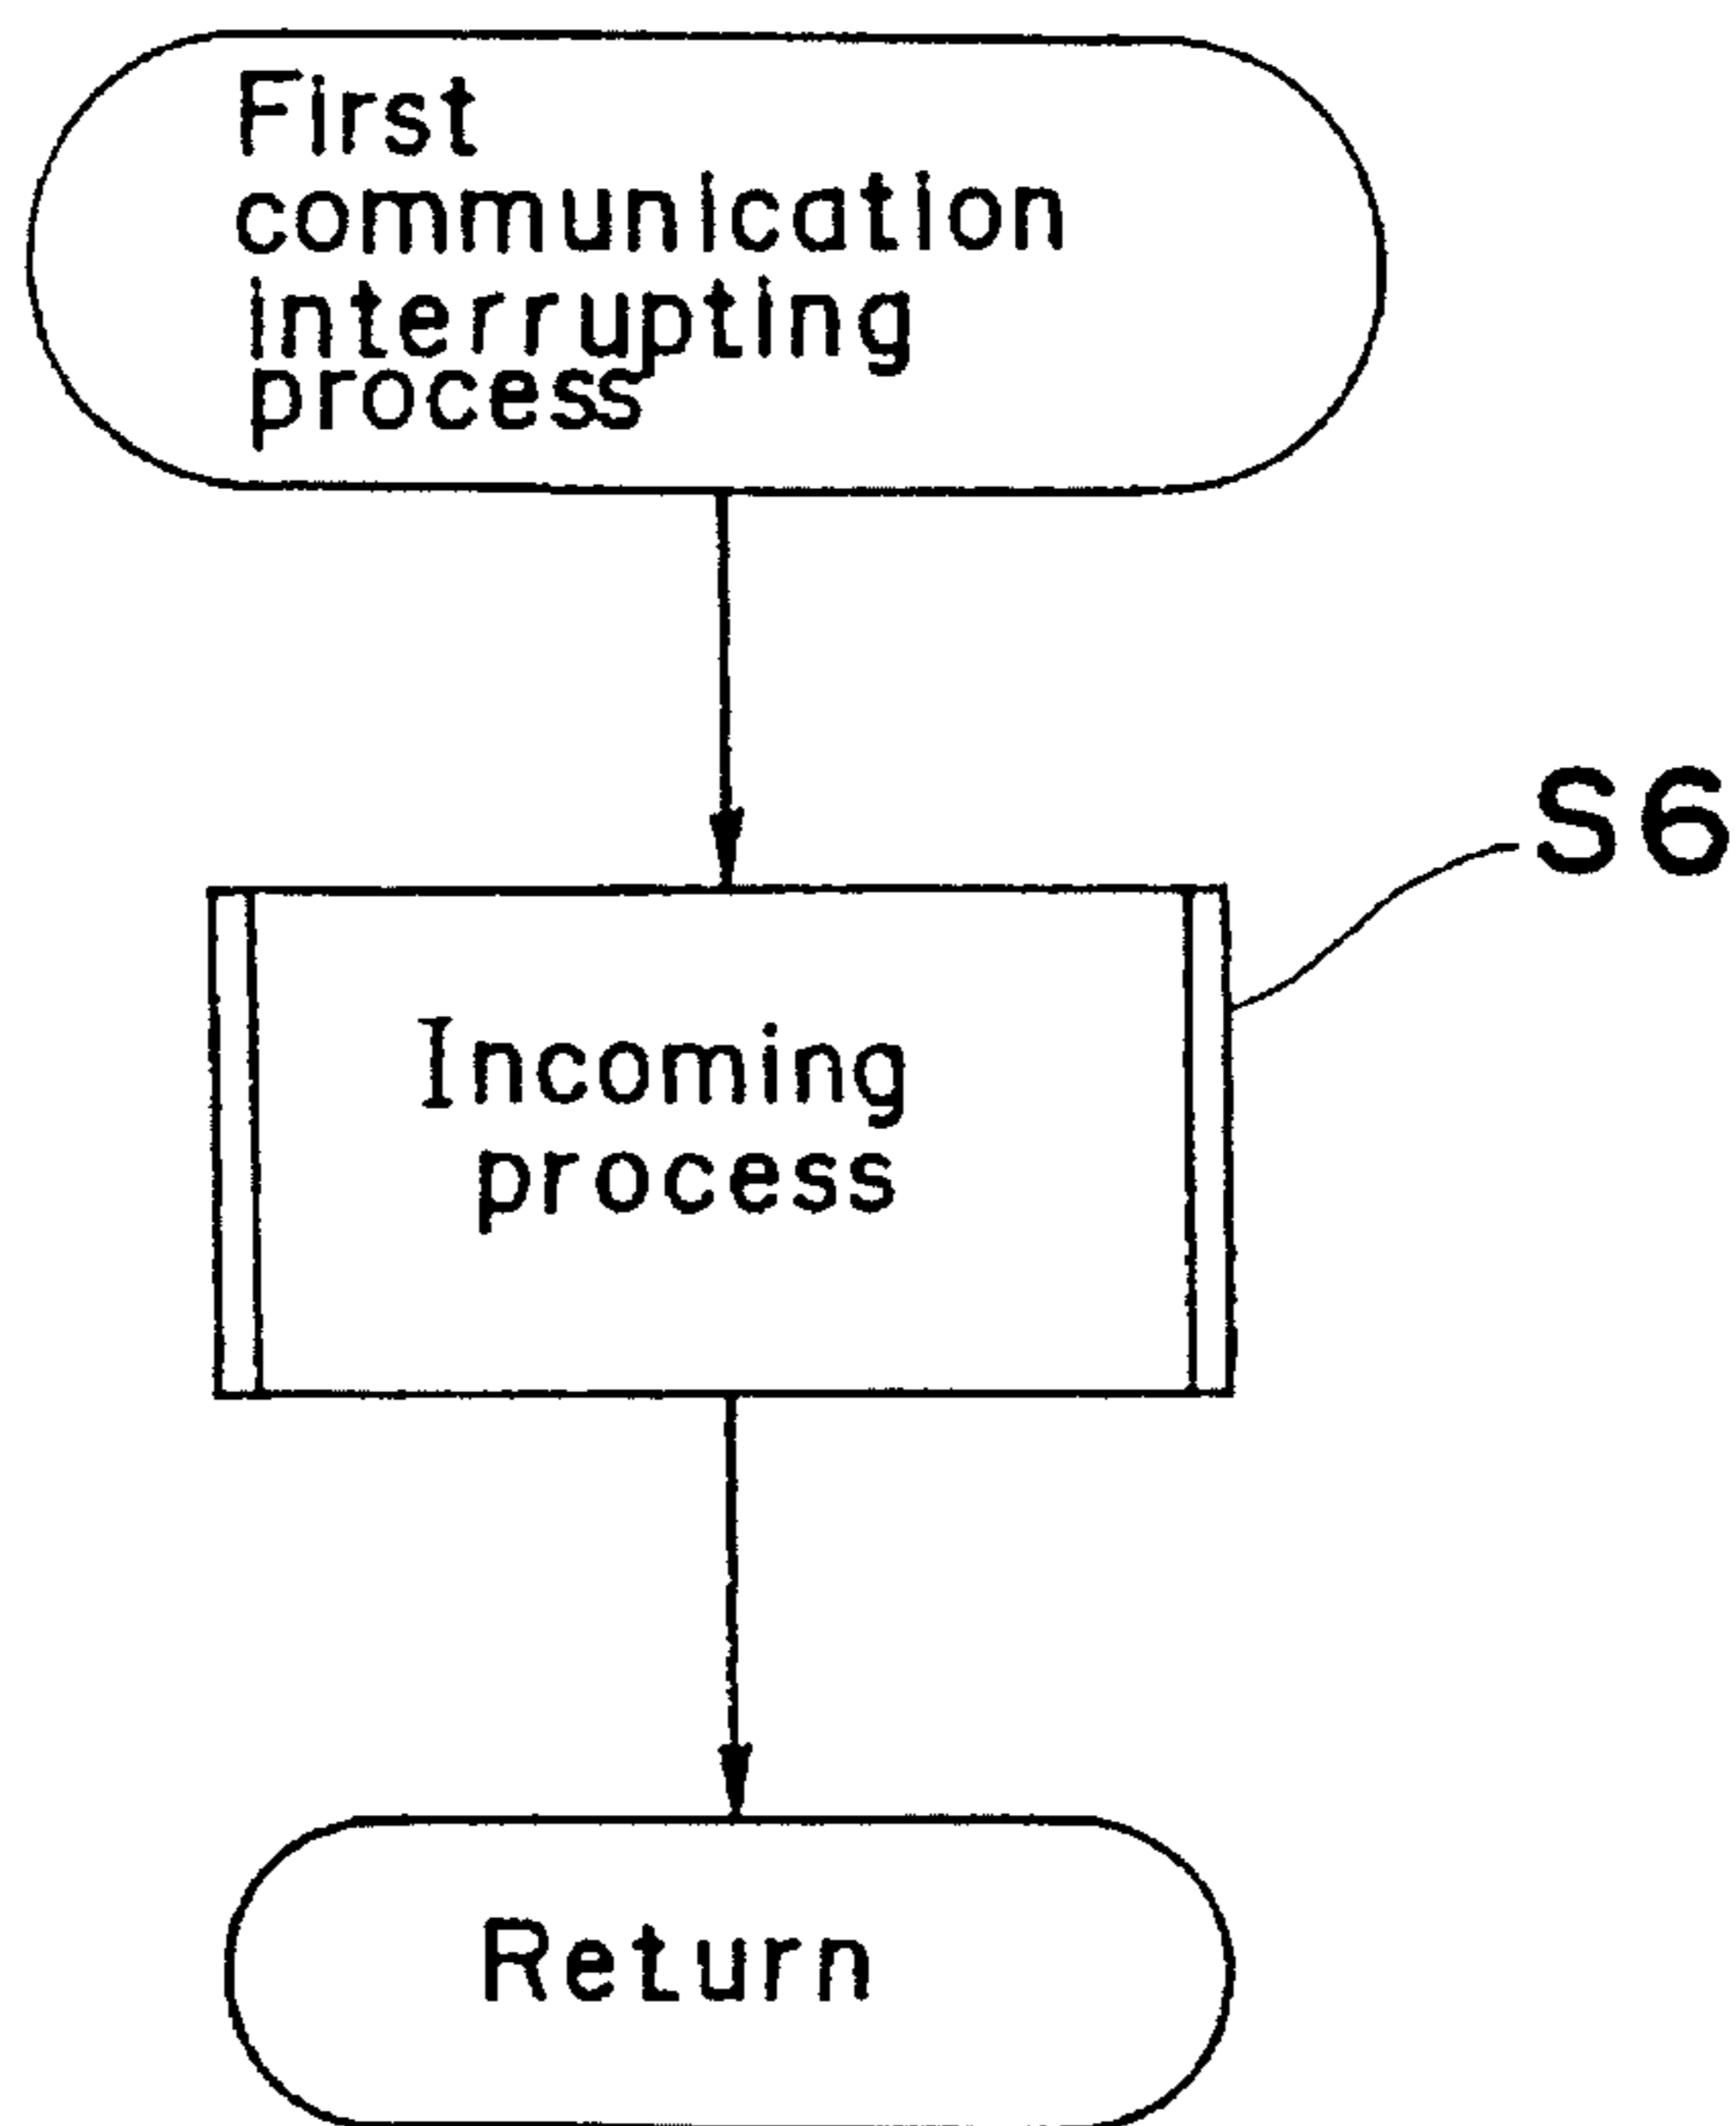 First
communication
interrupting
process
S6
Incoming
process
Return